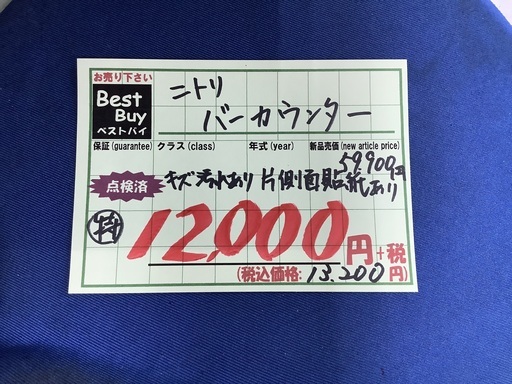 お売り下さい
Best
Buy
ベストバイ
ニトリ
バーカウンター
保証(guarantee) クラス(class) 年式(year) 新品売価(new article price)
59,900円
点検済 キズ汚れあり 片側面貼紙あり
特 12,000円+税
(税込価格:13,200円)